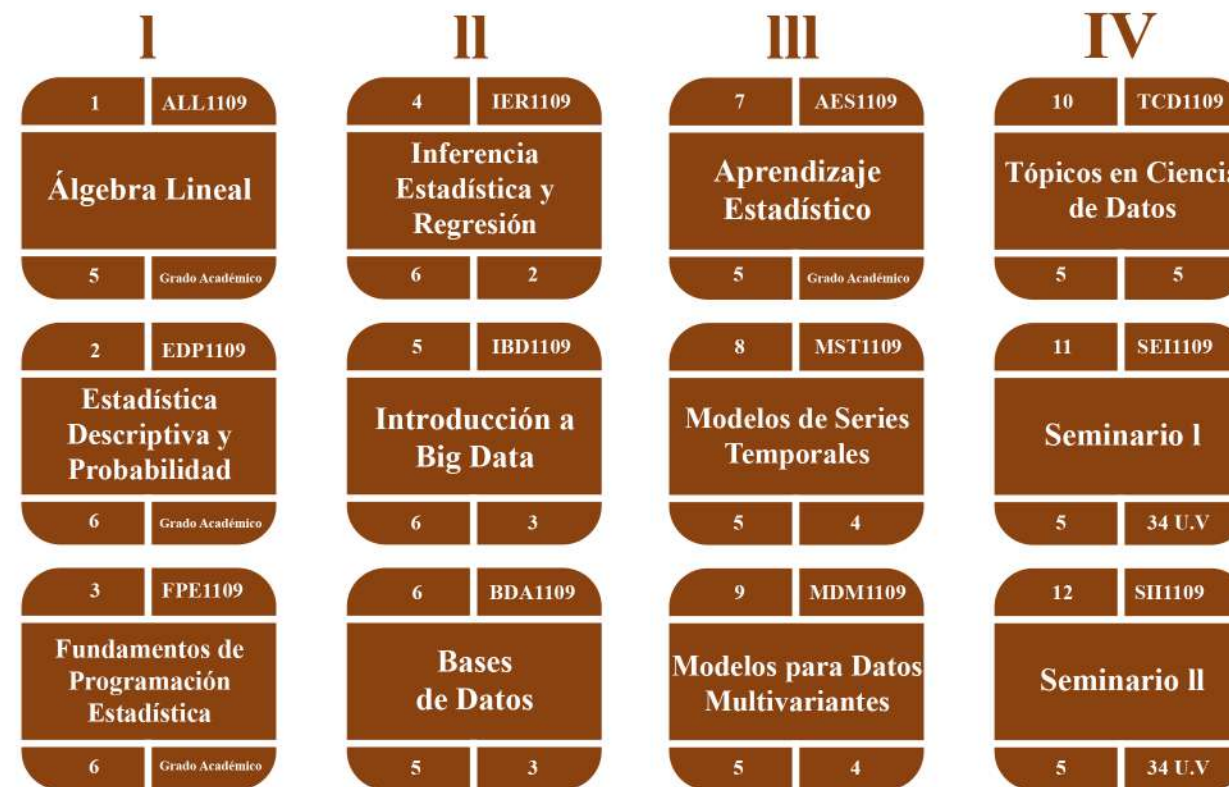 I
II
III
IV
1 ALL1109
Álgebra Lineal
5 Grado Académico
2 EDP1109
Estadística
Descriptiva y
Probabilidad
6 Grado Académico
3 FPE1109
Fundamentos de
Programación
Estadística
6 Grado Académico
4 IER1109
Inferencia
Estadística y
Regresión
6 2
5 IBD1109
Introducción a
Big Data
6 3
6 BDA1109
Bases
de Datos
5 3
7 AES1109
Aprendizaje
Estadístico
5 Grado Académico
8 MST1109
Modelos de Series
Temporales
5 4
9 MDM1109
Modelos para Datos
Multivariantes
5 4
10 TCD1109
Tópicos en Ciencia
de Datos
5 5
11 SEI1109
Seminario I
5 34 U.V
12 SII1109
Seminario II
5 34 U.V